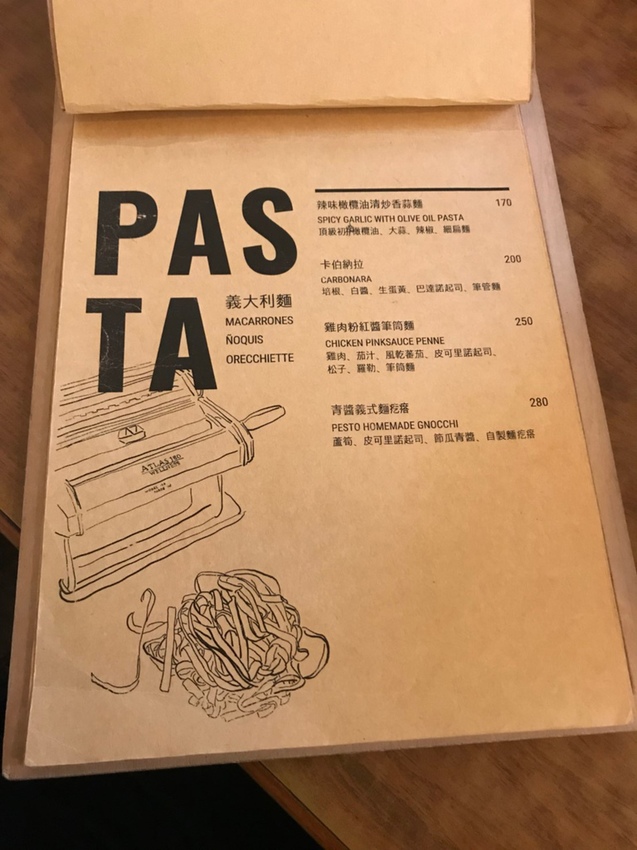 PAS
TA
義大利麵
MACARRONES
ÑOQUIS
ORECCHIETTE
辣味橄欖油清炒香蒜麵 170
SPICY GARLIC WITH OLIVE OIL PASTA
頂級初榨橄欖油、大蒜、辣椒、細扁麵
卡伯納拉 200
CARBONARA
培根、白醬、生蛋黃、巴達諾起司、筆管麵
雞肉粉紅醬筆筒麵 250
CHICKEN PINKSAUCE PENNE
雞肉、茄汁、風乾蕃茄、皮可里諾起司、
松子、羅勒、筆筒麵
青醬義式麵疙瘩 280
PESTO HOMEMADE GNOCCHI
蘆筍、皮可里諾起司、節瓜青醬、自製麵疙瘩
ATLAS 150
WELLNESS